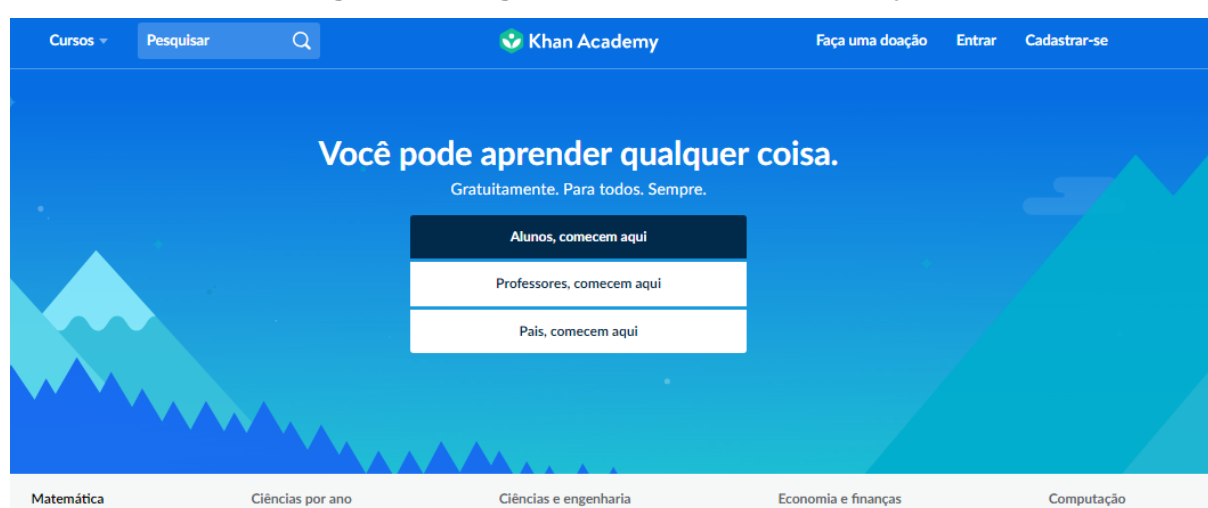 Cursos
Pesquisar
Khan Academy
Faça uma doação
Entrar
Cadastrar-se
Você pode aprender qualquer coisa.
Gratuitamente. Para todos. Sempre.
Alunos, comecem aqui
Professores, comecem aqui
Pais, comecem aqui
Matemática
Ciências por ano
Ciências e engenharia
Economia e finanças
Computação